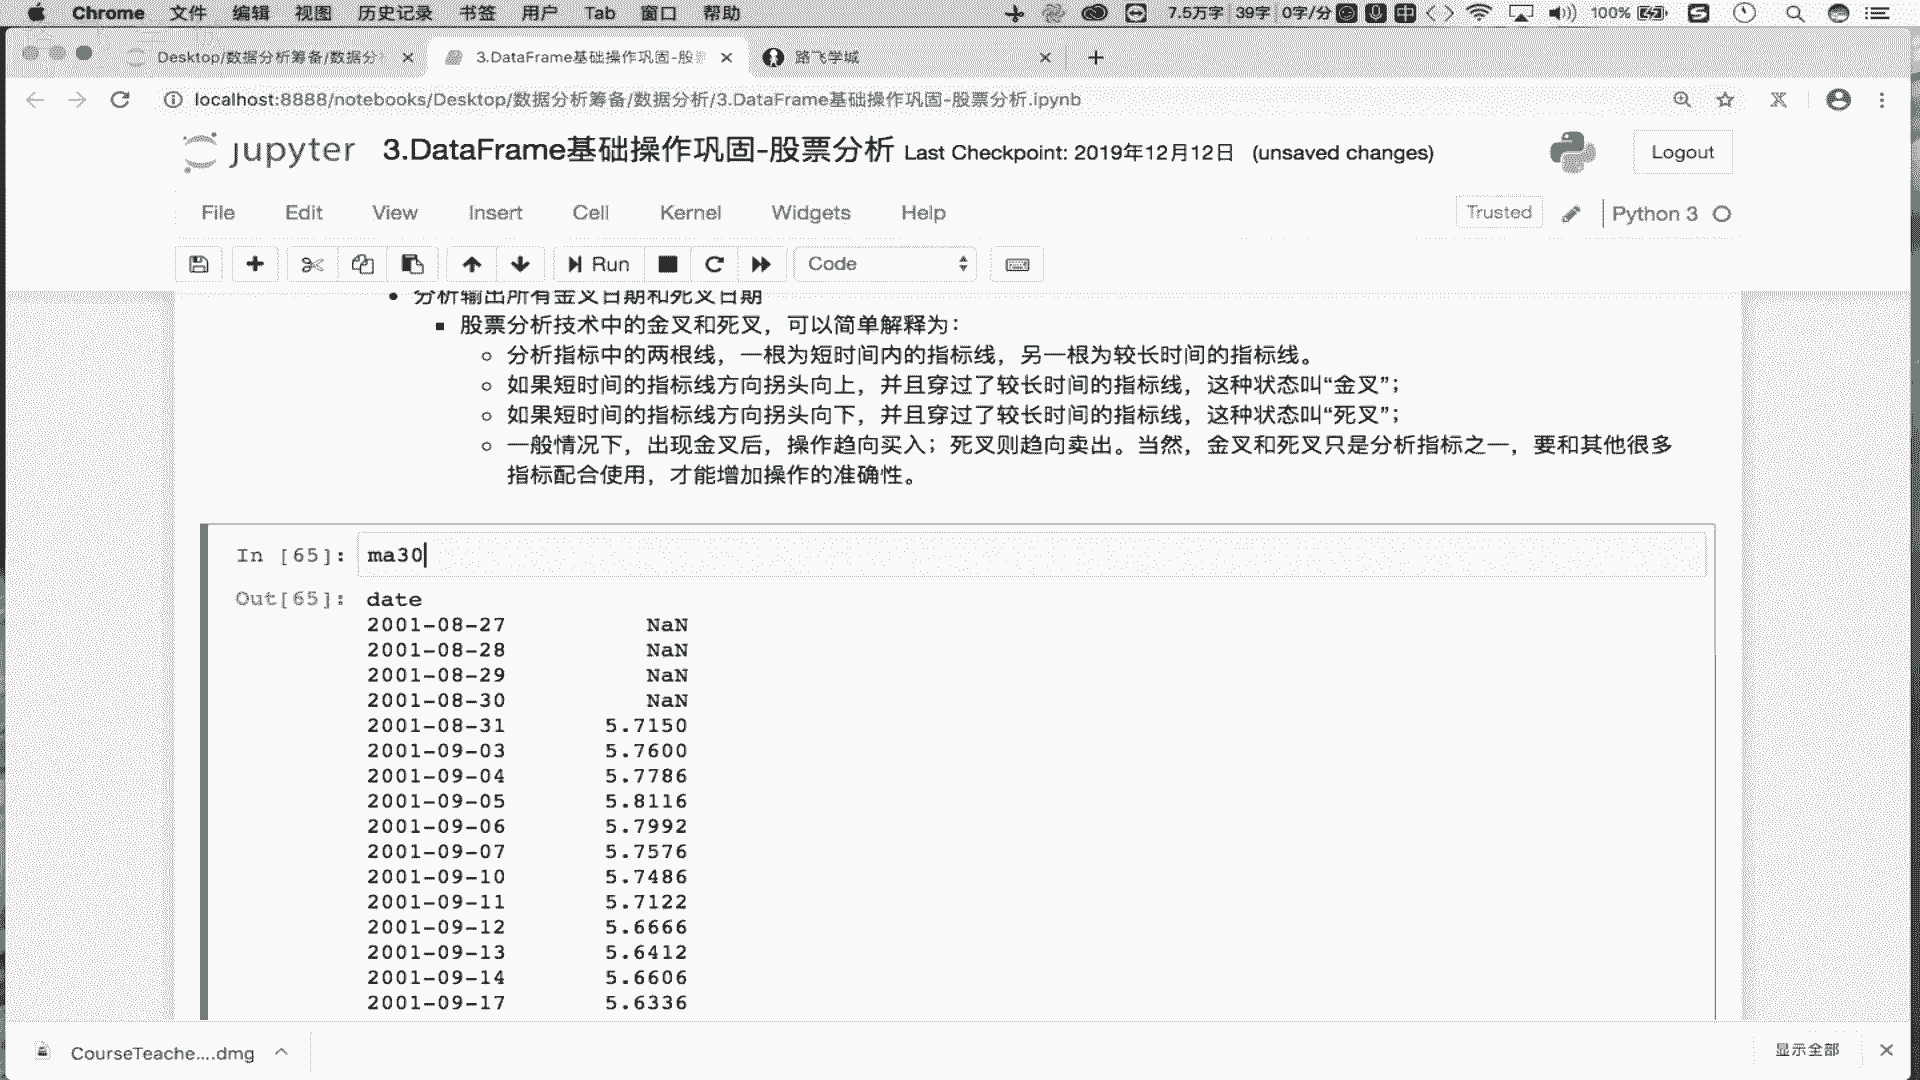 Chrome 文件 编辑 视图 历史记录 书签 用户 Tab 窗口 帮助 7.5万字 39字 0字/分 中 100%
Desktop/数据分析筹备/数据分 3.DataFrame基础操作巩固-股 路飞学城
localhost:8888/notebooks/Desktop/数据分析筹备/数据分析/3.DataFrame基础操作巩固-股票分析.ipynb
jupyter 3.DataFrame基础操作巩固-股票分析 Last Checkpoint: 2019年12月12日 (unsaved changes) Logout
File Edit View Insert Cell Kernel Widgets Help Trusted Python 3
Run Code
分析输出所有金叉日期和死叉日期
股票分析技术中的金叉和死叉，可以简单解释为：
分析指标中的两根线，一根为短时间内的指标线，另一根为较长时间的指标线。
如果短时间的指标线方向拐头向上，并且穿过了较长时间的指标线，这种状态叫“金叉”；
如果短时间的指标线方向拐头向下，并且穿过了较长时间的指标线，这种状态叫“死叉”；
一般情况下，出现金叉后，操作趋向买入；死叉则趋向卖出。当然，金叉和死叉只是分析指标之一，要和其他很多
指标配合使用，才能增加操作的准确性。
In [65]: ma30
Out[65]: date
2001-08-27 NaN
2001-08-28 NaN
2001-08-29 NaN
2001-08-30 NaN
2001-08-31 5.7150
2001-09-03 5.7600
2001-09-04 5.7786
2001-09-05 5.8116
2001-09-06 5.7992
2001-09-07 5.7576
2001-09-10 5.7486
2001-09-11 5.7122
2001-09-12 5.6666
2001-09-13 5.6412
2001-09-14 5.6606
2001-09-17 5.6336
CourseTeache....dmg 显示全部